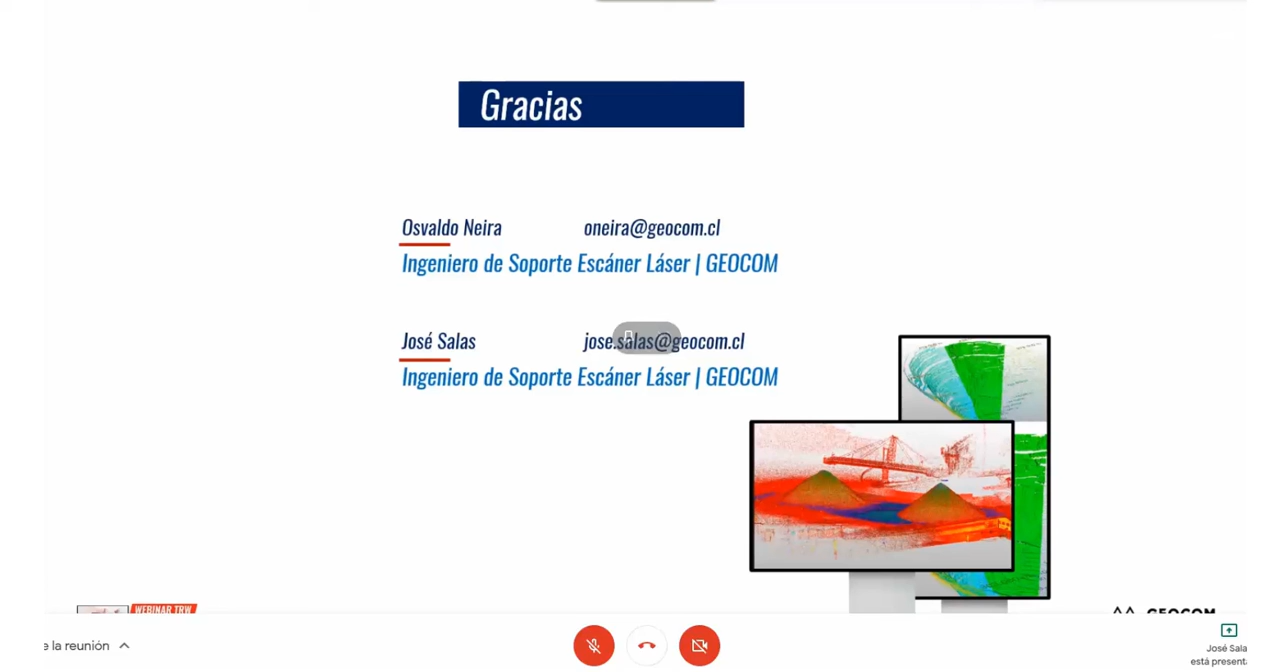 Gracias
Osvaldo Neira oneira@geocom.cl
Ingeniero de Soporte Escáner Láser | GEOCOM
José Salas jose.salas@geocom.cl
Ingeniero de Soporte Escáner Láser | GEOCOM
WEBINAR TRW
GEOCOM
e la reunión
José Sala
está present